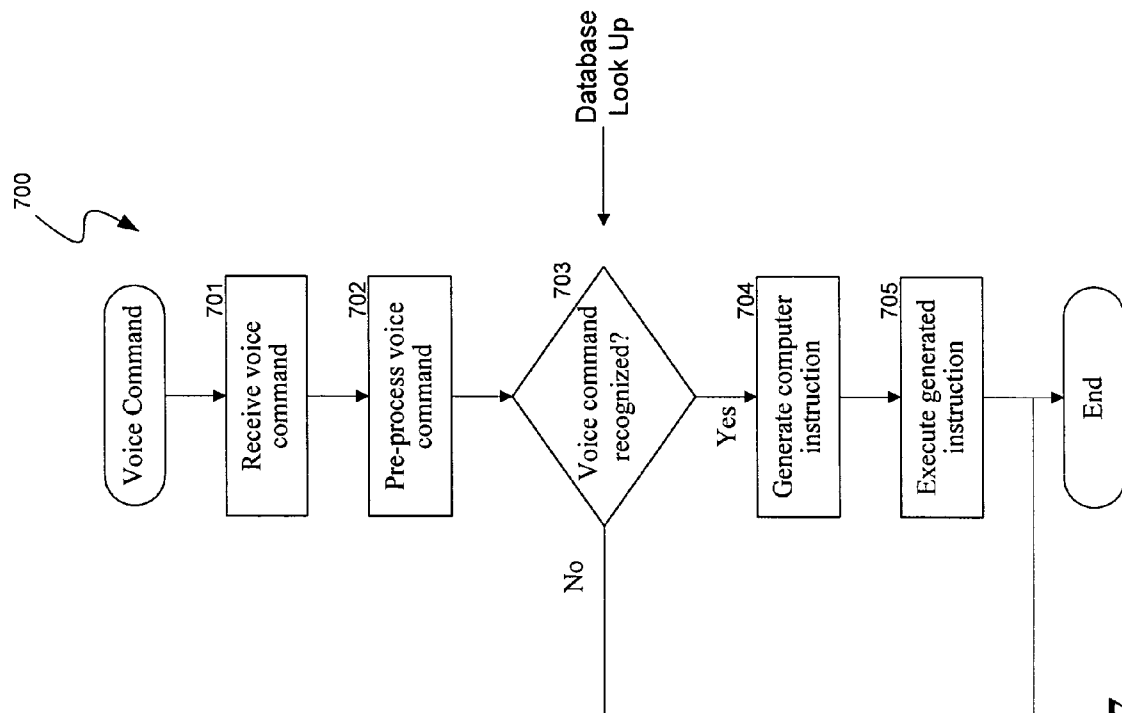 700
Voice Command
701
Receive voice
command
702
Pre-process voice
command
703
Voice command
recognized?
Database
Look Up
No
Yes
704
Generate computer
instruction
705
Execute generated
instruction
End
7